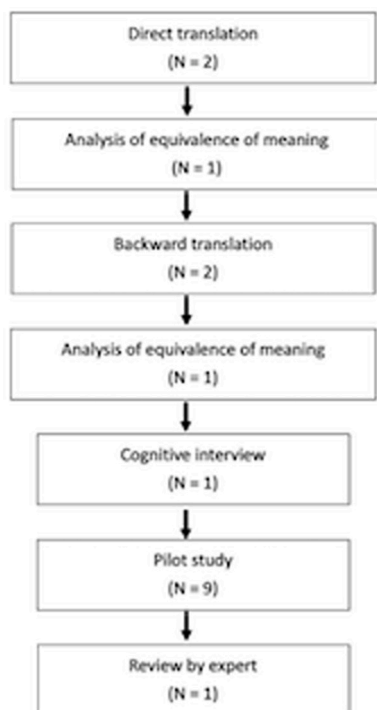 Direct translation
(N = 2)
Analysis of equivalence of meaning
(N = 1)
Backward translation
(N = 2)
Analysis of equivalence of meaning
(N = 1)
Cognitive interview
(N = 1)
Pilot study
(N = 9)
Review by expert
(N = 1)